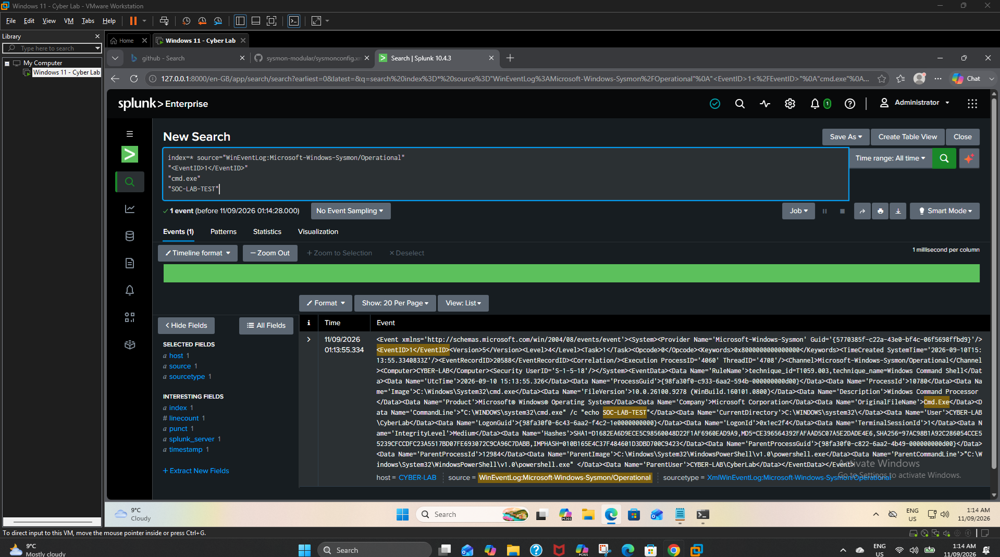 Windows 11 - Cyber Lab - VMware Workstation
File Edit View VM Tabs Help
Library
Home
Windows 11 - Cyber Lab
Type here to search
github - Search
sysmon-modular/sysmonconfig.xm
Search | Splunk 10.4.3
My Computer
Windows 11 - Cyber Lab
127.0.0.1:8000/en-GB/app/search/search?earliest=0&latest=&q=search%20index%3D*%20source%3D"WinEventLog%3AMicrosoft-Windows-Sysmon%2FOperational"%0A"<EventID>1<%2FEventID>"%0A"cmd.exe"%0A...
Chat
splunk>Enterprise
1
Administrator
New Search
Save As
Create Table View
Close
index=* source="WinEventLog:Microsoft-Windows-Sysmon/Operational"
"<EventID>1</EventID>"
"cmd.exe"
"SOC-LAB-TEST"
Time range: All time
1 event (before 11/09/2026 01:14:28.000)
No Event Sampling
Job
Smart Mode
Events (1) Patterns Statistics Visualization
Timeline format
Zoom Out
+ Zoom to Selection
Deselect
1 millisecond per column
Format
Show: 20 Per Page
View: List
Hide Fields
All Fields
i Time Event
SELECTED FIELDS
a host 1
a source 1
a sourcetype 1
INTERESTING FIELDS
a index 1
# linecount 1
a punct 1
a splunk_server 1
a timestamp 1
+ Extract New Fields
11/09/2026
01:13:55.334
<Event xmlns='http://schemas.microsoft.com/win/2004/08/events/event'><System><Provider Name='Microsoft-Windows-Sysmon' Guid='{5770385f-c22a-43e0-bf4c-06f5698ffbd9}'/>
<EventID>1</EventID><Version>5</Version><Level>4</Level><Task>1</Task><Opcode>0</Opcode><Keywords>0x8000000000000000</Keywords><TimeCreated SystemTime='2026-09-10T15:
13:55.3340833Z'/><EventRecordID>20588</EventRecordID><Correlation/><Execution ProcessID='4060' ThreadID='4708'/><Channel>Microsoft-Windows-Sysmon/Operational</Channel
><Computer>CYBER-LAB</Computer><Security UserID='S-1-5-18'/></System><EventData><Data Name='RuleName'>technique_id=T1059.003,technique_name=Windows Command Shell</Dat
a><Data Name='UtcTime'>2026-09-10 15:13:55.326</Data><Data Name='ProcessGuid'>{98fa30f0-c933-6aa2-594b-000000000d00}</Data><Data Name='ProcessId'>10780</Data><Data Na
me='Image'>C:\Windows\System32\cmd.exe</Data><Data Name='FileVersion'>10.0.26100.9278 (WinBuild.160101.0800)</Data><Data Name='Description'>Windows Command Processor
</Data><Data Name='Product'>Microsoft® Windows® Operating System</Data><Data Name='Company'>Microsoft Corporation</Data><Data Name='OriginalFileName'>Cmd.Exe</Data><D
ata Name='CommandLine'>"C:\WINDOWS\system32\cmd.exe" /c "echo SOC-LAB-TEST"</Data><Data Name='CurrentDirectory'>C:\WINDOWS\system32\</Data><Data Name='User'>CYBER-LAB
\CyberLab</Data><Data Name='LogonGuid'>{98fa30f0-6c43-6aa2-f4c2-1e0000000000}</Data><Data Name='LogonId'>0x1ec2f4</Data><Data Name='TerminalSessionId'>1</Data><Data N
ame='IntegrityLevel'>Medium</Data><Data Name='Hashes'>SHA1=D1682EA6D9ECE5C98560048D22F1AF6960EAD9A9,MD5=CE396564392FAFAAD5C07A5E2DADE4E6,SHA256=97AC98B1A92C286054CCE5
5239CFCCDFC23A5517BD07FE693072C9CA96C7DABB,IMPHASH=010B165E4C37F484601D3DBD700C9423</Data><Data Name='ParentProcessGuid'>{98fa30f0-c822-6aa2-4b49-000000000d00}</Data>
<Data Name='ParentProcessId'>12984</Data><Data Name='ParentImage'>C:\Windows\System32\WindowsPowerShell\v1.0\powershell.exe</Data><Data Name='ParentCommandLine'>"C:\W
indows\System32\WindowsPowerShell\v1.0\powershell.exe" </Data><Data Name='ParentUser'>CYBER-LAB\CyberLab</Data></EventData></Event>
host = CYBER-LAB source = WinEventLog:Microsoft-Windows-Sysmon/Operational sourcetype = XmlWinEventLog:Microsoft-Windows-Sysmon/Operational
Activate Windows
Go to Settings to activate Windows.
9°C
Cloudy
Search
M365
ENG
US
1:14 AM
11/09/2026
To direct input to this VM, move the mouse pointer inside or press Ctrl+G.
9°C
Mostly cloudy
Search
M365
ENG
US
1:14 AM
11/09/2026